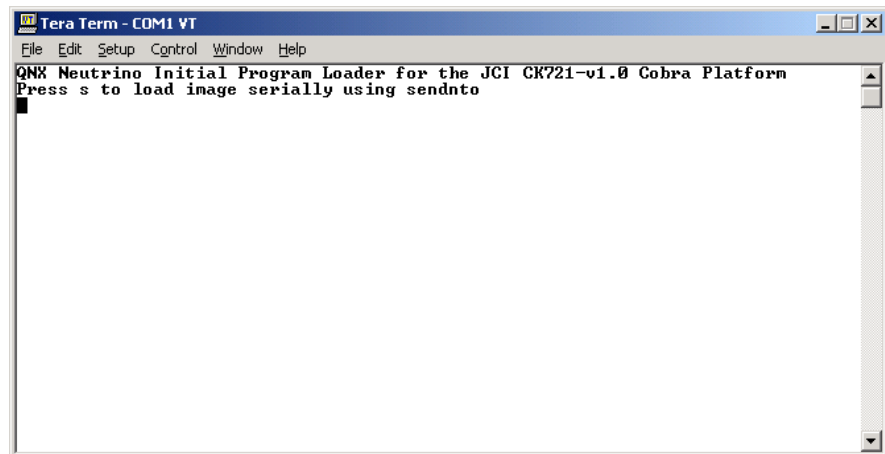 Tera Term - COM1 VT
File Edit Setup Control Window Help
QNX Neutrino Initial Program Loader for the JCI CK721-v1.0 Cobra Platform
Press s to load image serially using sendnto